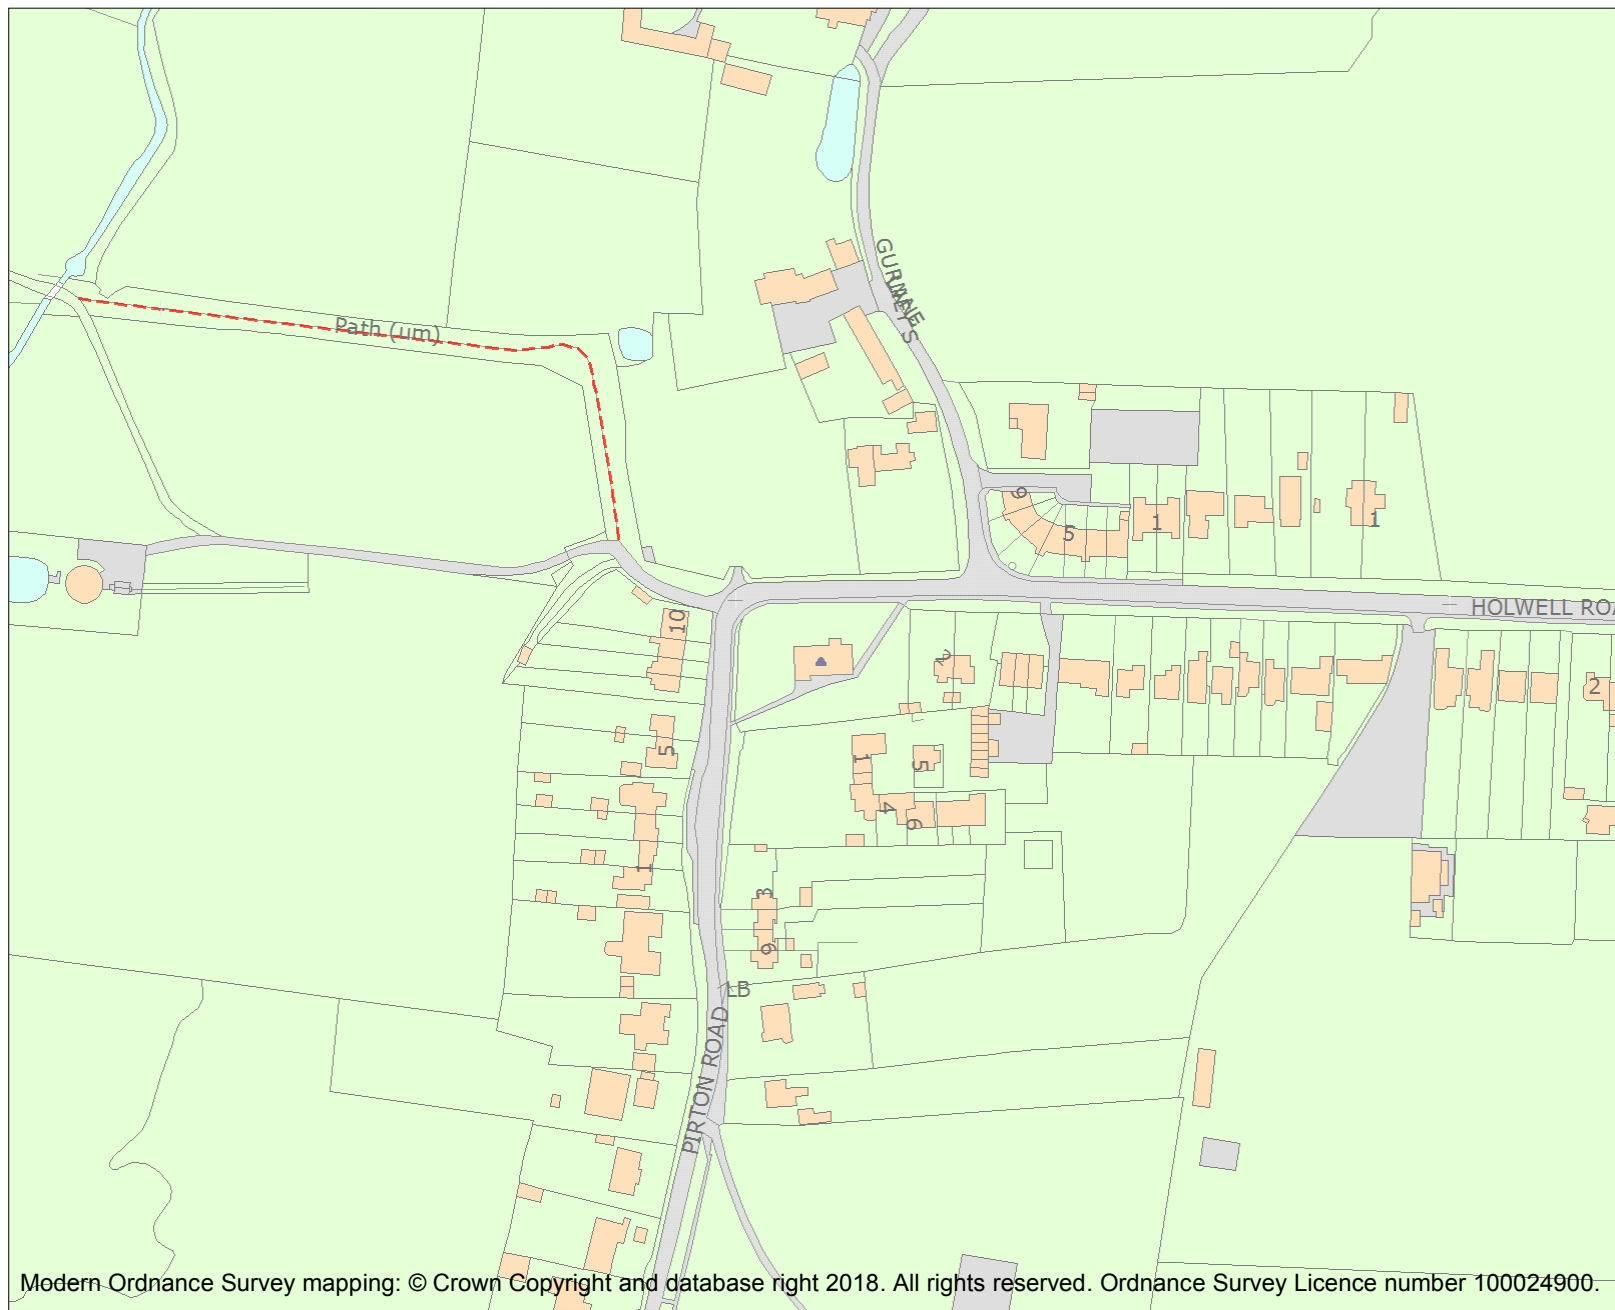 GURNEY'S
LANE
Path (um)
9
5
1
1
HOLWELL ROA
10
2
2
5
1
5
4
6
1
3
6
LB
PIRTON ROAD
Modern Ordnance Survey mapping: © Crown Copyright and database right 2018. All rights reserved. Ordnance Survey Licence number 100024900.